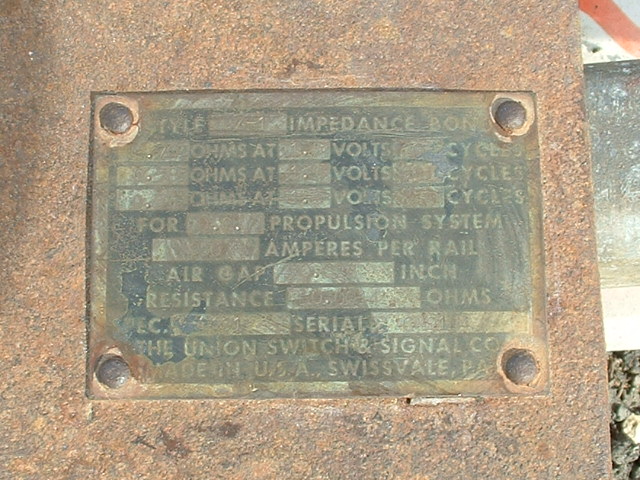 STYLE IMPEDANCE BOND
OHMS AT VOLTS CYCLES
OHMS AT VOLTS CYCLES
OHMS AT VOLTS CYCLES
FOR PROPULSION SYSTEM
AMPERES PER RAIL
AIR GAP INCH
RESISTANCE OHMS
SERIAL
THE UNION SWITCH & SIGNAL CO.
MADE IN U.S.A., SWISSVALE, PA.